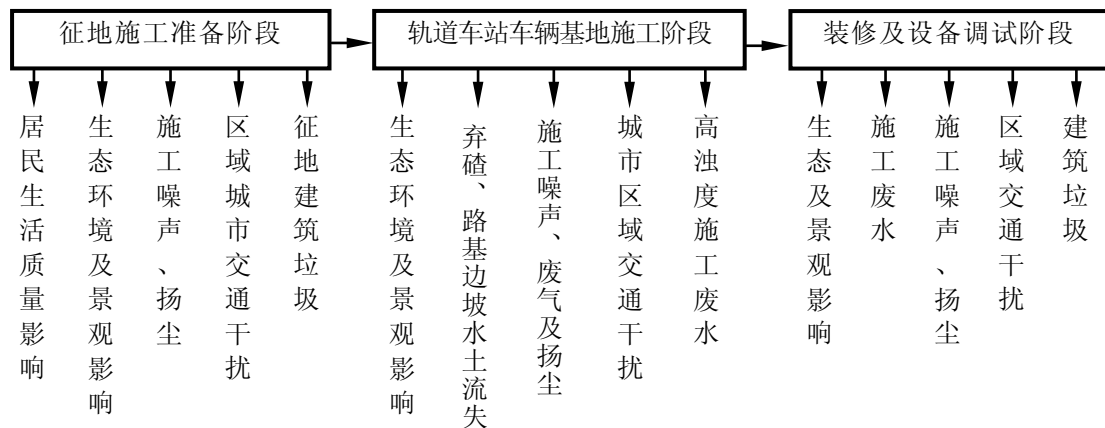 征地施工准备阶段
轨道车站车辆基地施工阶段
装修及设备调试阶段
居民生活质量影响
生态环境及景观影响
施工噪声、扬尘
区域城市交通干扰
征地建筑垃圾
生态环境及景观影响
弃碴、路基边坡水土流失
施工噪声、废气及扬尘
城市区域交通干扰
高浊度施工废水
生态及景观影响
施工废水
施工噪声、扬尘
区域交通干扰
建筑垃圾